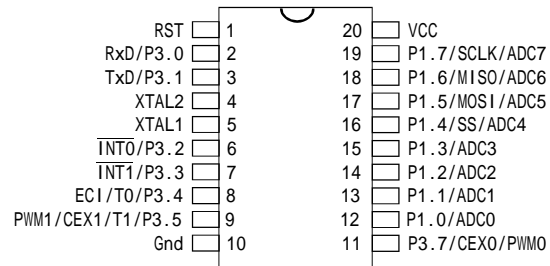 RST 1 20 VCC
RxD/P3.0 2 19 P1.7/SCLK/ADC7
TxD/P3.1 3 18 P1.6/MISO/ADC6
XTAL2 4 17 P1.5/MOSI/ADC5
XTAL1 5 16 P1.4/SS/ADC4
INT0/P3.2 6 15 P1.3/ADC3
INT1/P3.3 7 14 P1.2/ADC2
ECI/T0/P3.4 8 13 P1.1/ADC1
PWM1/CEX1/T1/P3.5 9 12 P1.0/ADC0
Gnd 10 11 P3.7/CEX0/PWM0